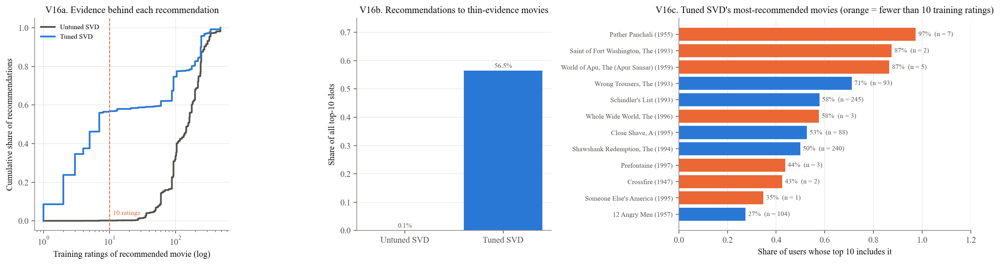 V16a. Evidence behind each recommendation
Untuned SVD
Tuned SVD
1.0
0.8
0.6
0.4
0.2
0.0
Cumulative share of recommendations
10 ratings
10⁰ 10¹ 10²
Training ratings of recommended movie (log)
V16b. Recommendations to thin-evidence movies
0.7
0.6
0.5
0.4
0.3
0.2
0.1
0.0
Share of all top-10 slots
0.1%
56.5%
Untuned SVD Tuned SVD
V16c. Tuned SVD's most-recommended movies (orange = fewer than 10 training ratings)
Pather Panchali (1955) 97% (n = 7)
Saint of Fort Washington, The (1993) 87% (n = 2)
World of Apu, The (Apur Sansar) (1959) 87% (n = 5)
Wrong Trousers, The (1993) 71% (n = 93)
Schindler's List (1993) 58% (n = 245)
Whole Wide World, The (1996) 58% (n = 3)
Close Shave, A (1995) 53% (n = 88)
Shawshank Redemption, The (1994) 50% (n = 240)
Prefontaine (1997) 44% (n = 3)
Crossfire (1947) 43% (n = 2)
Someone Else's America (1995) 35% (n = 1)
12 Angry Men (1957) 27% (n = 104)
0.0 0.2 0.4 0.6 0.8 1.0 1.2
Share of users whose top 10 includes it